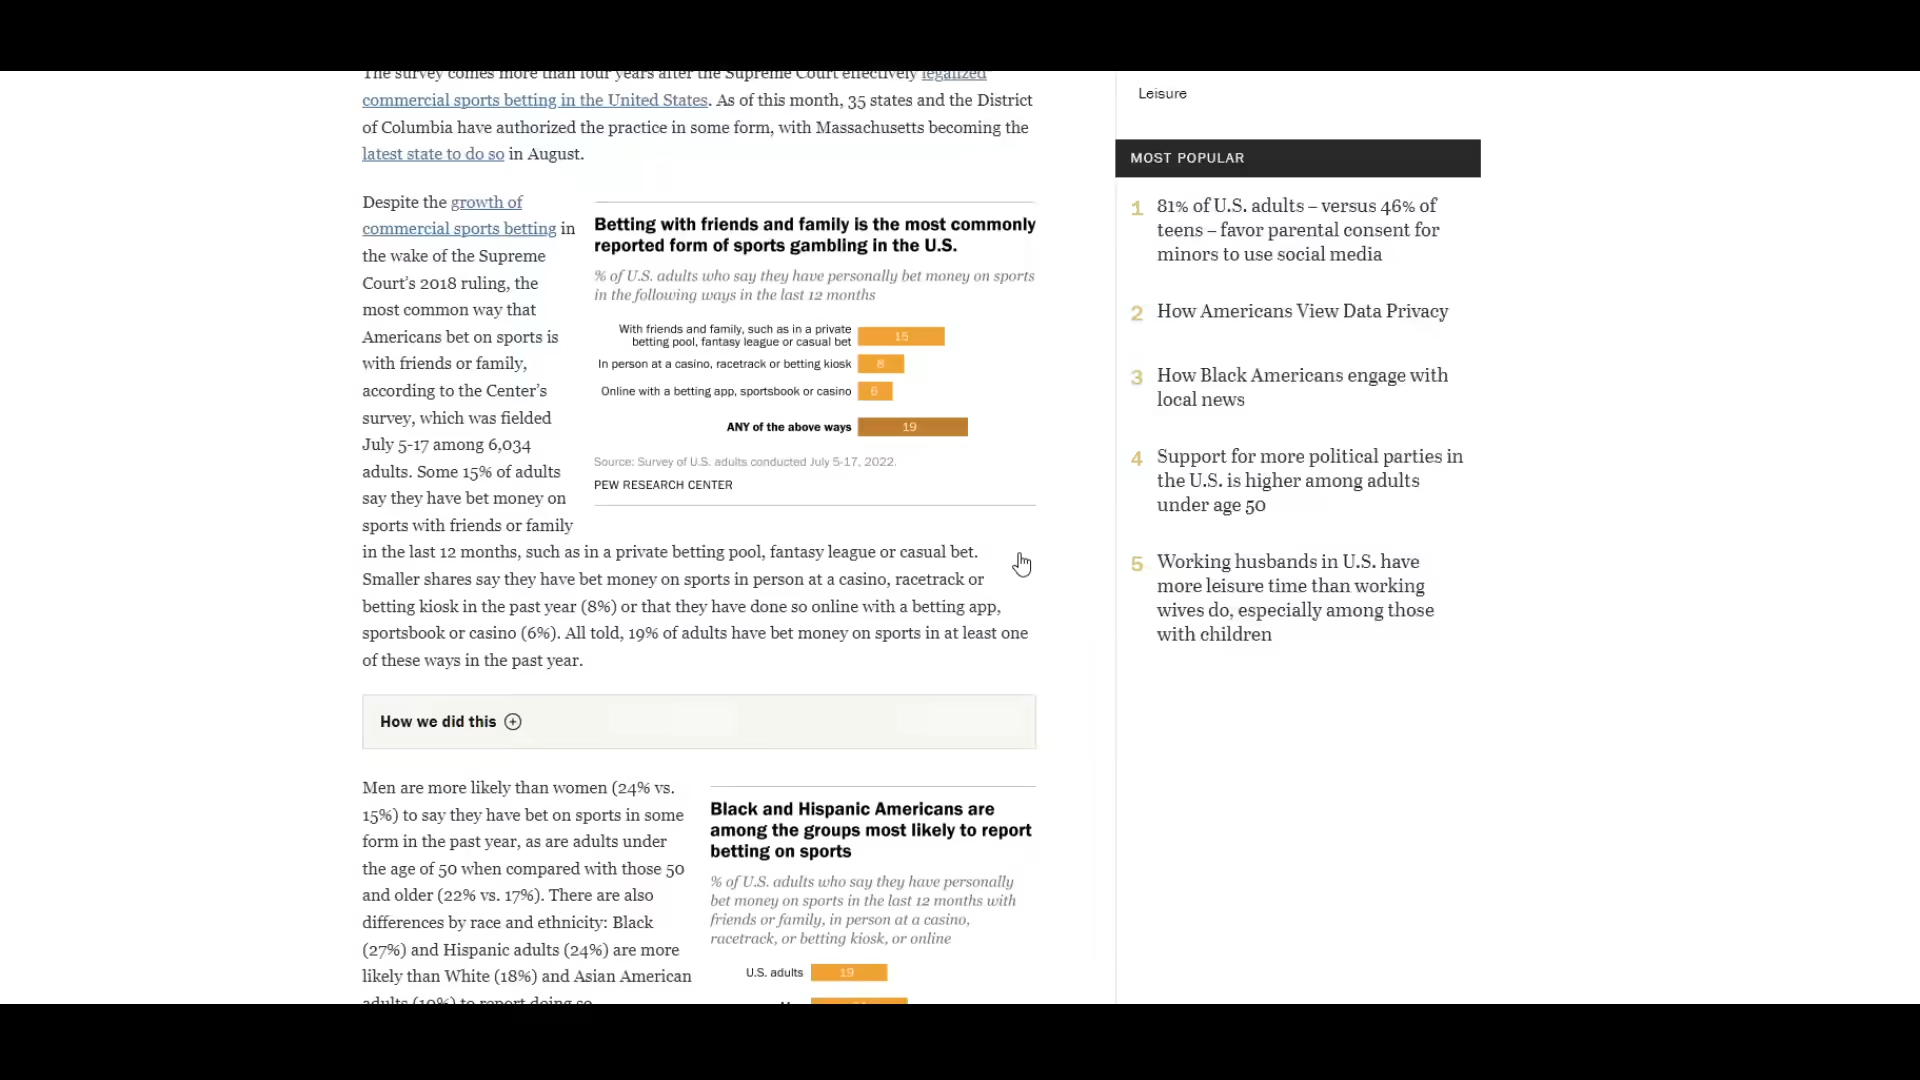 The survey comes more than four years after the Supreme Court effectively legalized
commercial sports betting in the United States. As of this month, 35 states and the District
of Columbia have authorized the practice in some form, with Massachusetts becoming the
latest state to do so in August.
Despite the growth of
commercial sports betting in
the wake of the Supreme
Court’s 2018 ruling, the
most common way that
Americans bet on sports is
with friends or family,
according to the Center’s
survey, which was fielded
July 5-17 among 6,034
adults. Some 15% of adults
say they have bet money on
sports with friends or family
in the last 12 months, such as in a private betting pool, fantasy league or casual bet.
Smaller shares say they have bet money on sports in person at a casino, racetrack or
betting kiosk in the past year (8%) or that they have done so online with a betting app,
sportsbook or casino (6%). All told, 19% of adults have bet money on sports in at least one
of these ways in the past year.
Betting with friends and family is the most commonly
reported form of sports gambling in the U.S.
% of U.S. adults who say they have personally bet money on sports
in the following ways in the last 12 months
With friends and family, such as in a private
betting pool, fantasy league or casual bet 15
In person at a casino, racetrack or betting kiosk 8
Online with a betting app, sportsbook or casino 6
ANY of the above ways 19
Source: Survey of U.S. adults conducted July 5-17, 2022.
PEW RESEARCH CENTER
How we did this
Men are more likely than women (24% vs.
15%) to say they have bet on sports in some
form in the past year, as are adults under
the age of 50 when compared with those 50
and older (22% vs. 17%). There are also
differences by race and ethnicity: Black
(27%) and Hispanic adults (24%) are more
likely than White (18%) and Asian American
adults (10%) to report doing so.
Black and Hispanic Americans are
among the groups most likely to report
betting on sports
% of U.S. adults who say they have personally
bet money on sports in the last 12 months with
friends or family, in person at a casino,
racetrack, or betting kiosk, or online
U.S. adults 19
Leisure
MOST POPULAR
1 81% of U.S. adults – versus 46% of
teens – favor parental consent for
minors to use social media
2 How Americans View Data Privacy
3 How Black Americans engage with
local news
4 Support for more political parties in
the U.S. is higher among adults
under age 50
5 Working husbands in U.S. have
more leisure time than working
wives do, especially among those
with children